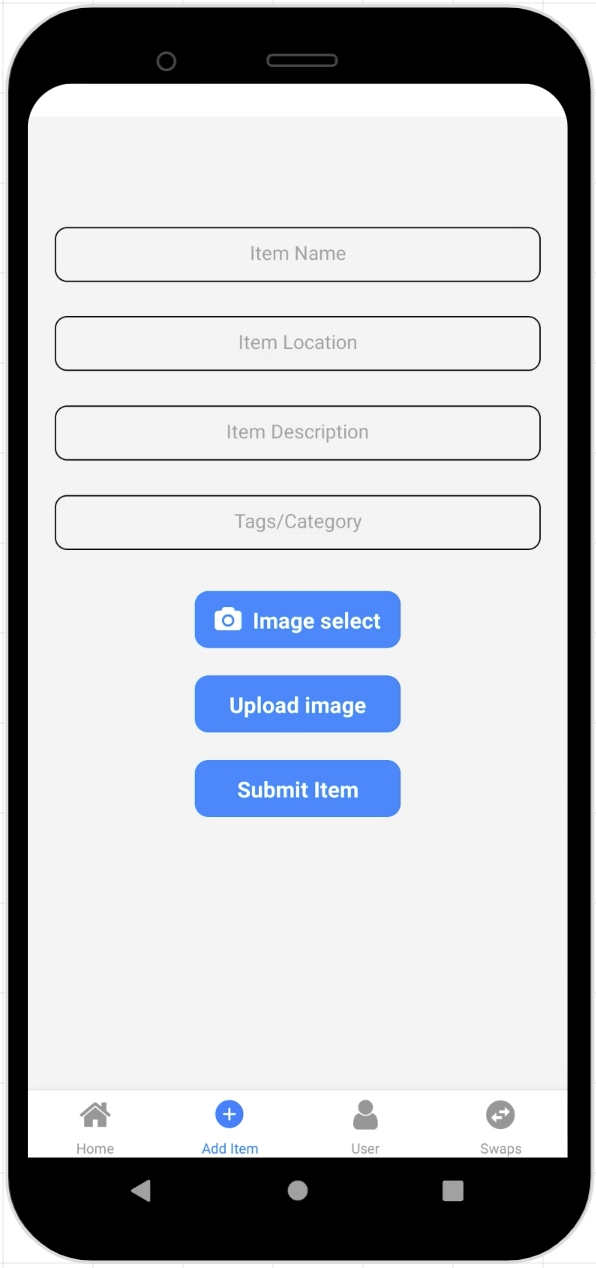 Item Name
Item Location
Item Description
Tags/Category
Image select
Upload image
Submit Item
Home
Add Item
User
Swaps